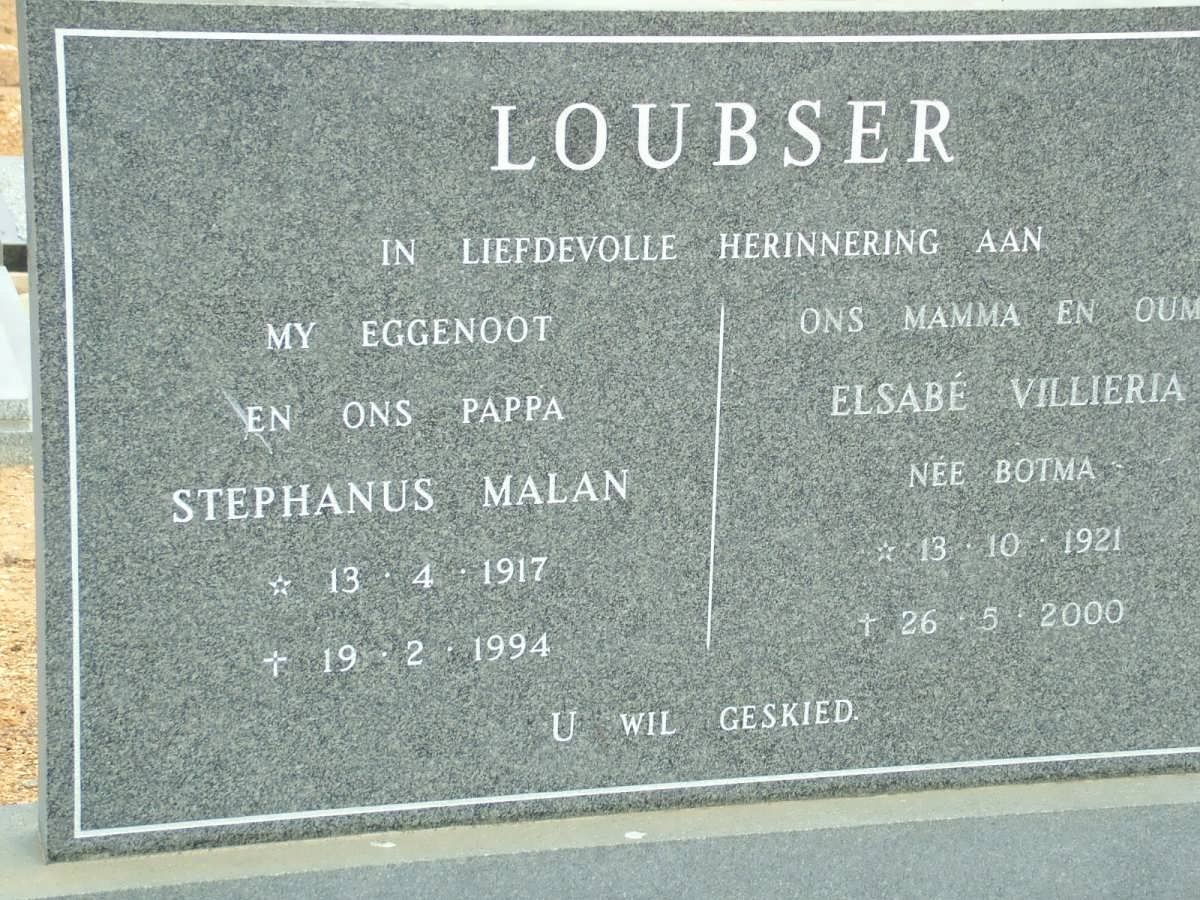 LOUBSER
IN LIEFDEVOLLE HERINNERING AAN
MY EGGENOOT
EN ONS PAPPA
STEPHANUS MALAN
☆ 13 · 4 · 1917
† 19 · 2 · 1994
ONS MAMMA EN
ELSABÉ VILLIERIA
NÉE BOTMA
☆ 13 · 10 · 1921
† 26 · 5 · 2000
U WIL GESKIED.